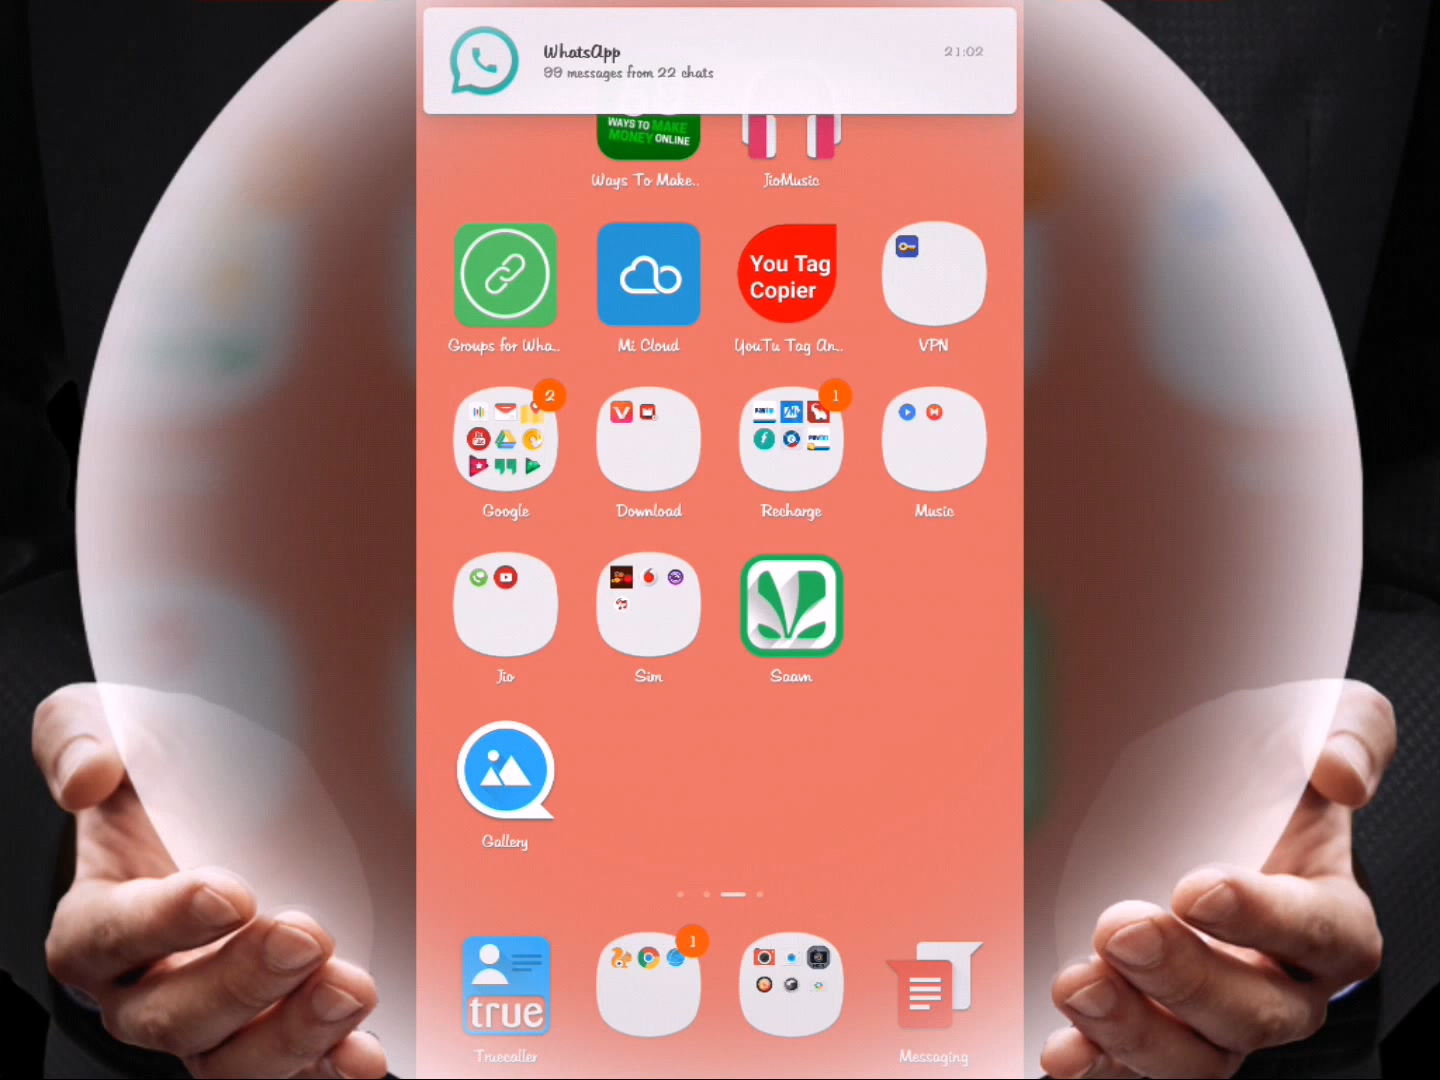 WhatsApp
21:02
99 messages from 22 chats
WAYS TO MAKE
MONEY ONLINE
Ways To Make..
JioMusic
You Tag
Copier
Groups for Wha..
Mi Cloud
YouTu Tag An..
VPN
2
1
Google
Download
Recharge
Music
Jio
Sim
Saavn
Gallery
1
true
Truecaller
Messaging